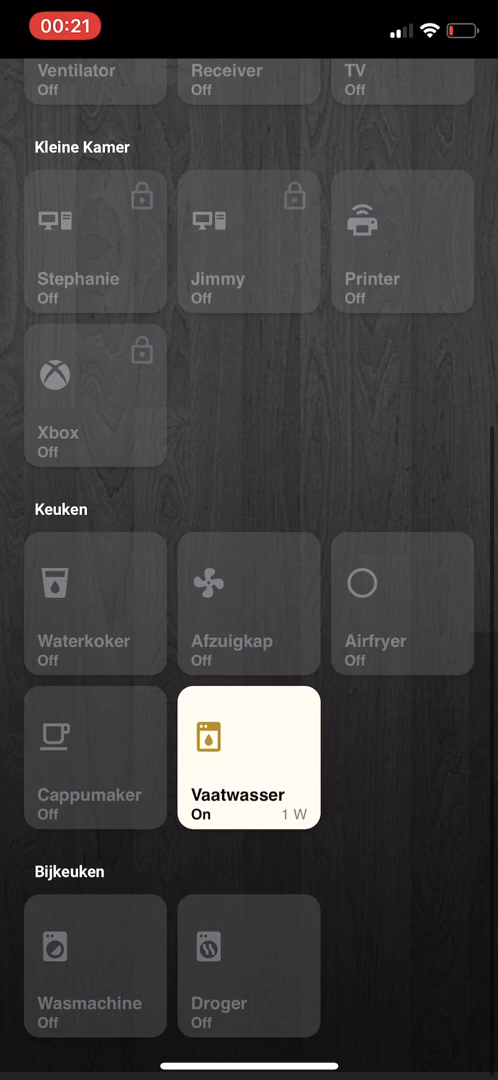 00:21
Ventilator
Off
Receiver
Off
TV
Off
Kleine Kamer
Stephanie
Off
Jimmy
Off
Printer
Off
Xbox
Off
Keuken
Waterkoker
Off
Afzuigkap
Off
Airfryer
Off
Cappumaker
Off
Vaatwasser
On 1 W
Bijkeuken
Wasmachine
Off
Droger
Off